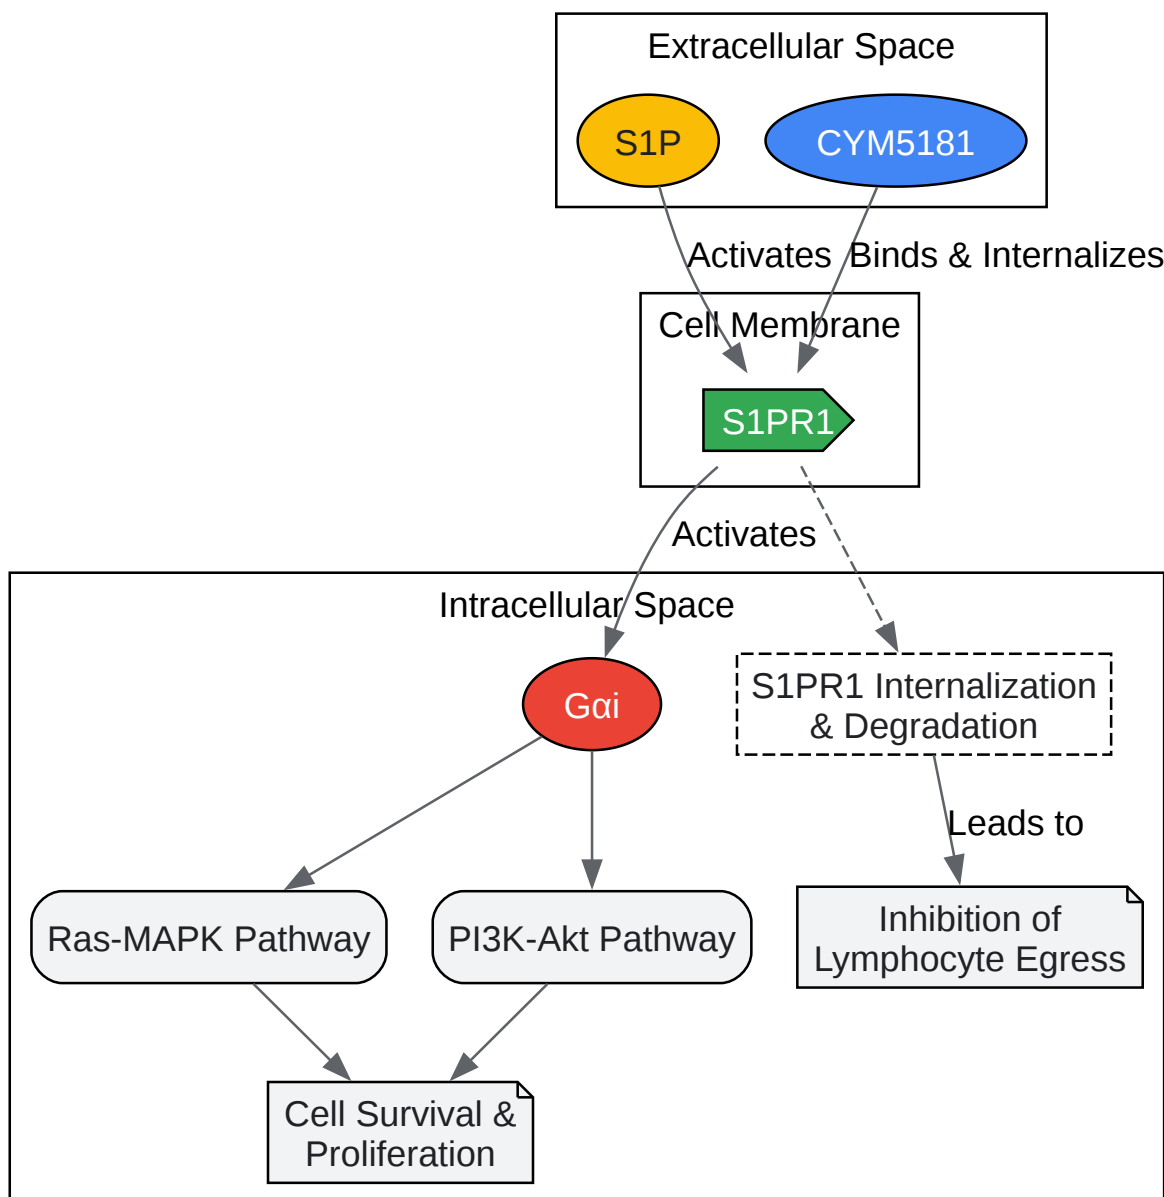 Extracellular Space
S1P
CYM5181
Activates
Binds & Internalizes
Cell Membrane
S1PR1
Activates
Intracellular Space
Gαi
S1PR1 Internalization
& Degradation
Leads to
Ras-MAPK Pathway
PI3K-Akt Pathway
Inhibition of
Lymphocyte Egress
Cell Survival &
Proliferation